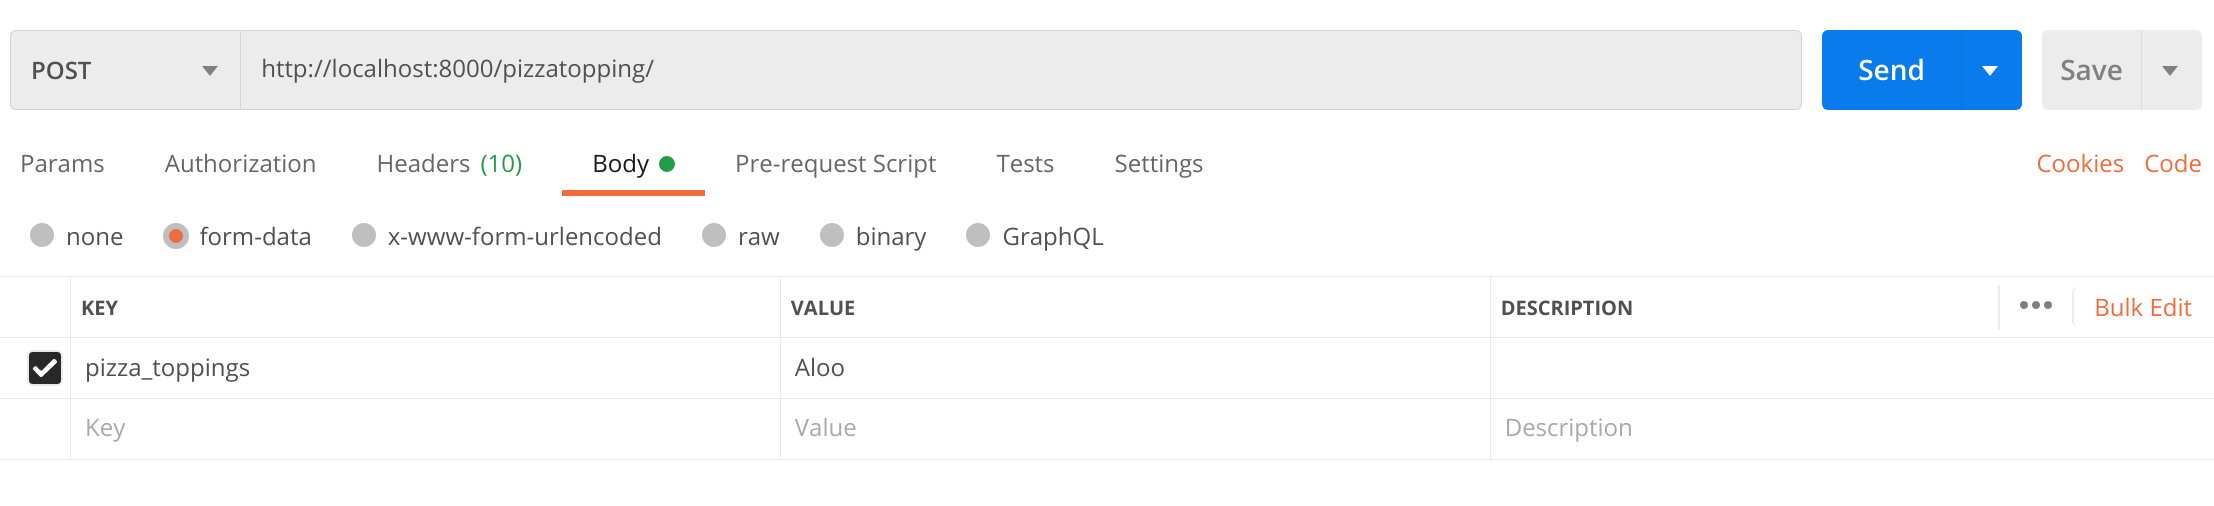 POST http://localhost:8000/pizzatopping/ Send Save
Params Authorization Headers (10) Body Pre-request Script Tests Settings Cookies Code
none form-data x-www-form-urlencoded raw binary GraphQL
KEY VALUE DESCRIPTION ••• Bulk Edit
pizza_toppings Aloo
Key Value Description